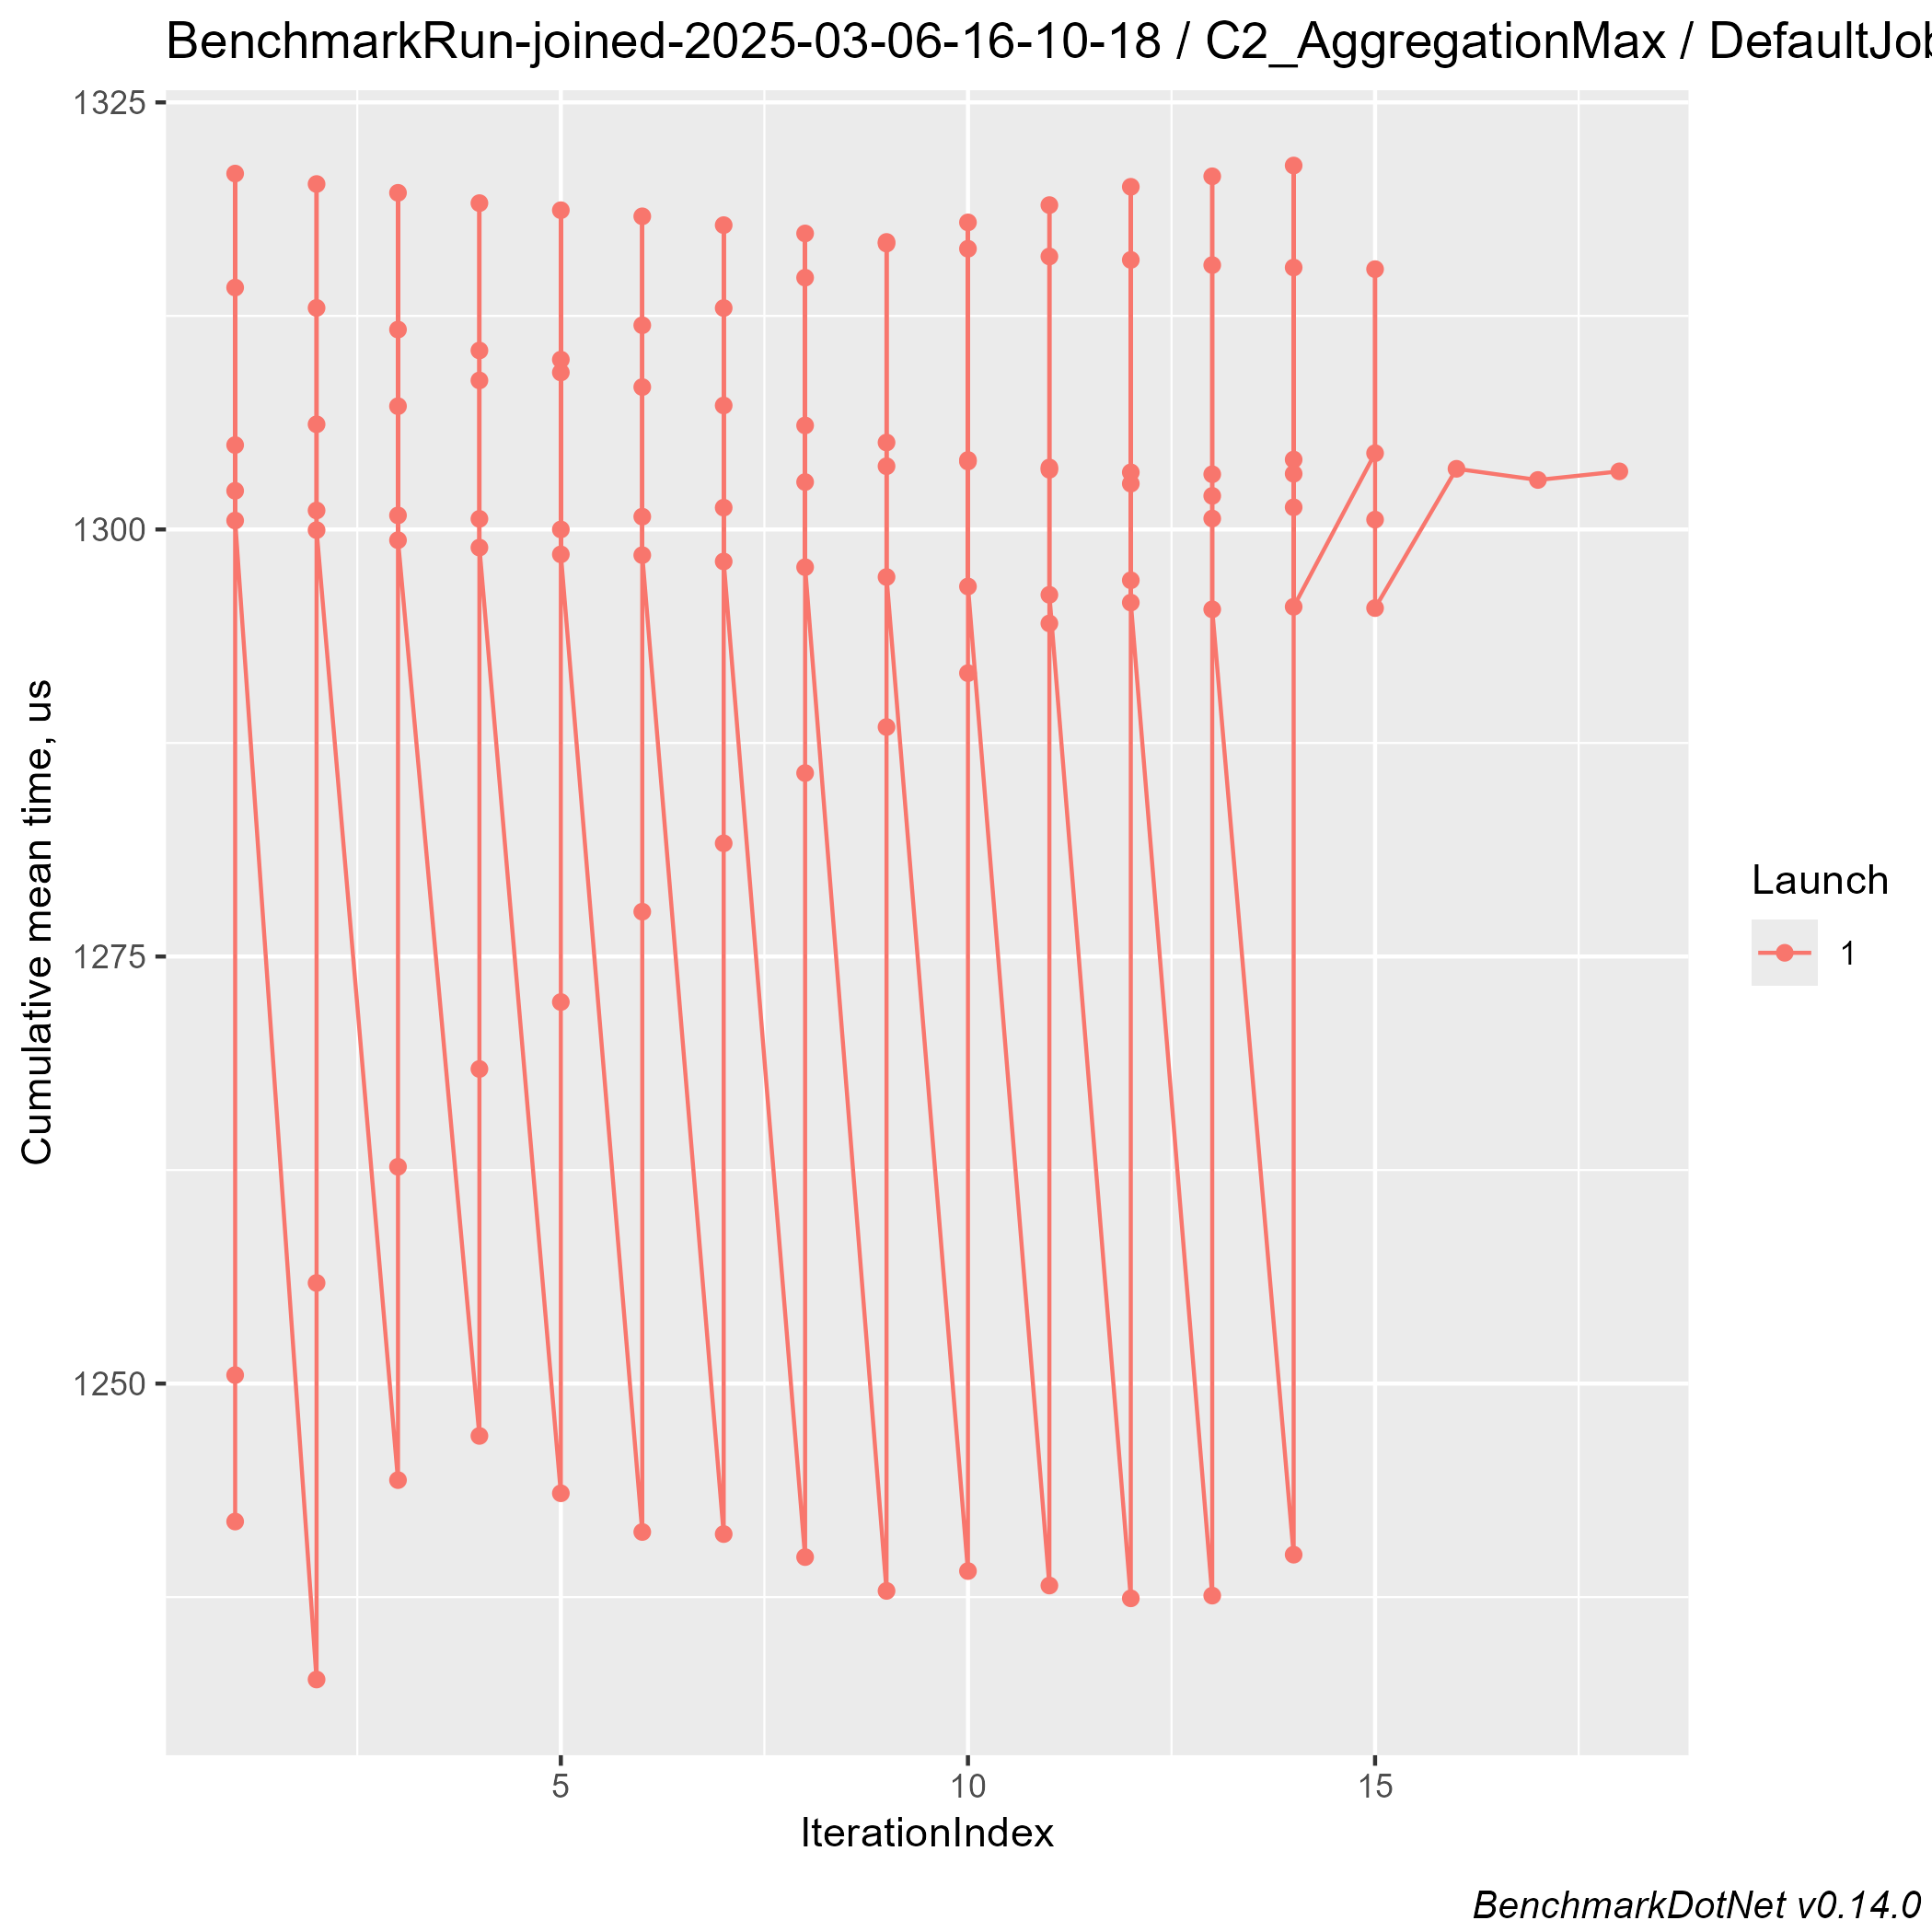 BenchmarkRun-joined-2025-03-06-16-10-18 / C2_AggregationMax / DefaultJob
1325
1300
1275
1250
Cumulative mean time, us
5
10
15
IterationIndex
Launch
1
BenchmarkDotNet v0.14.0